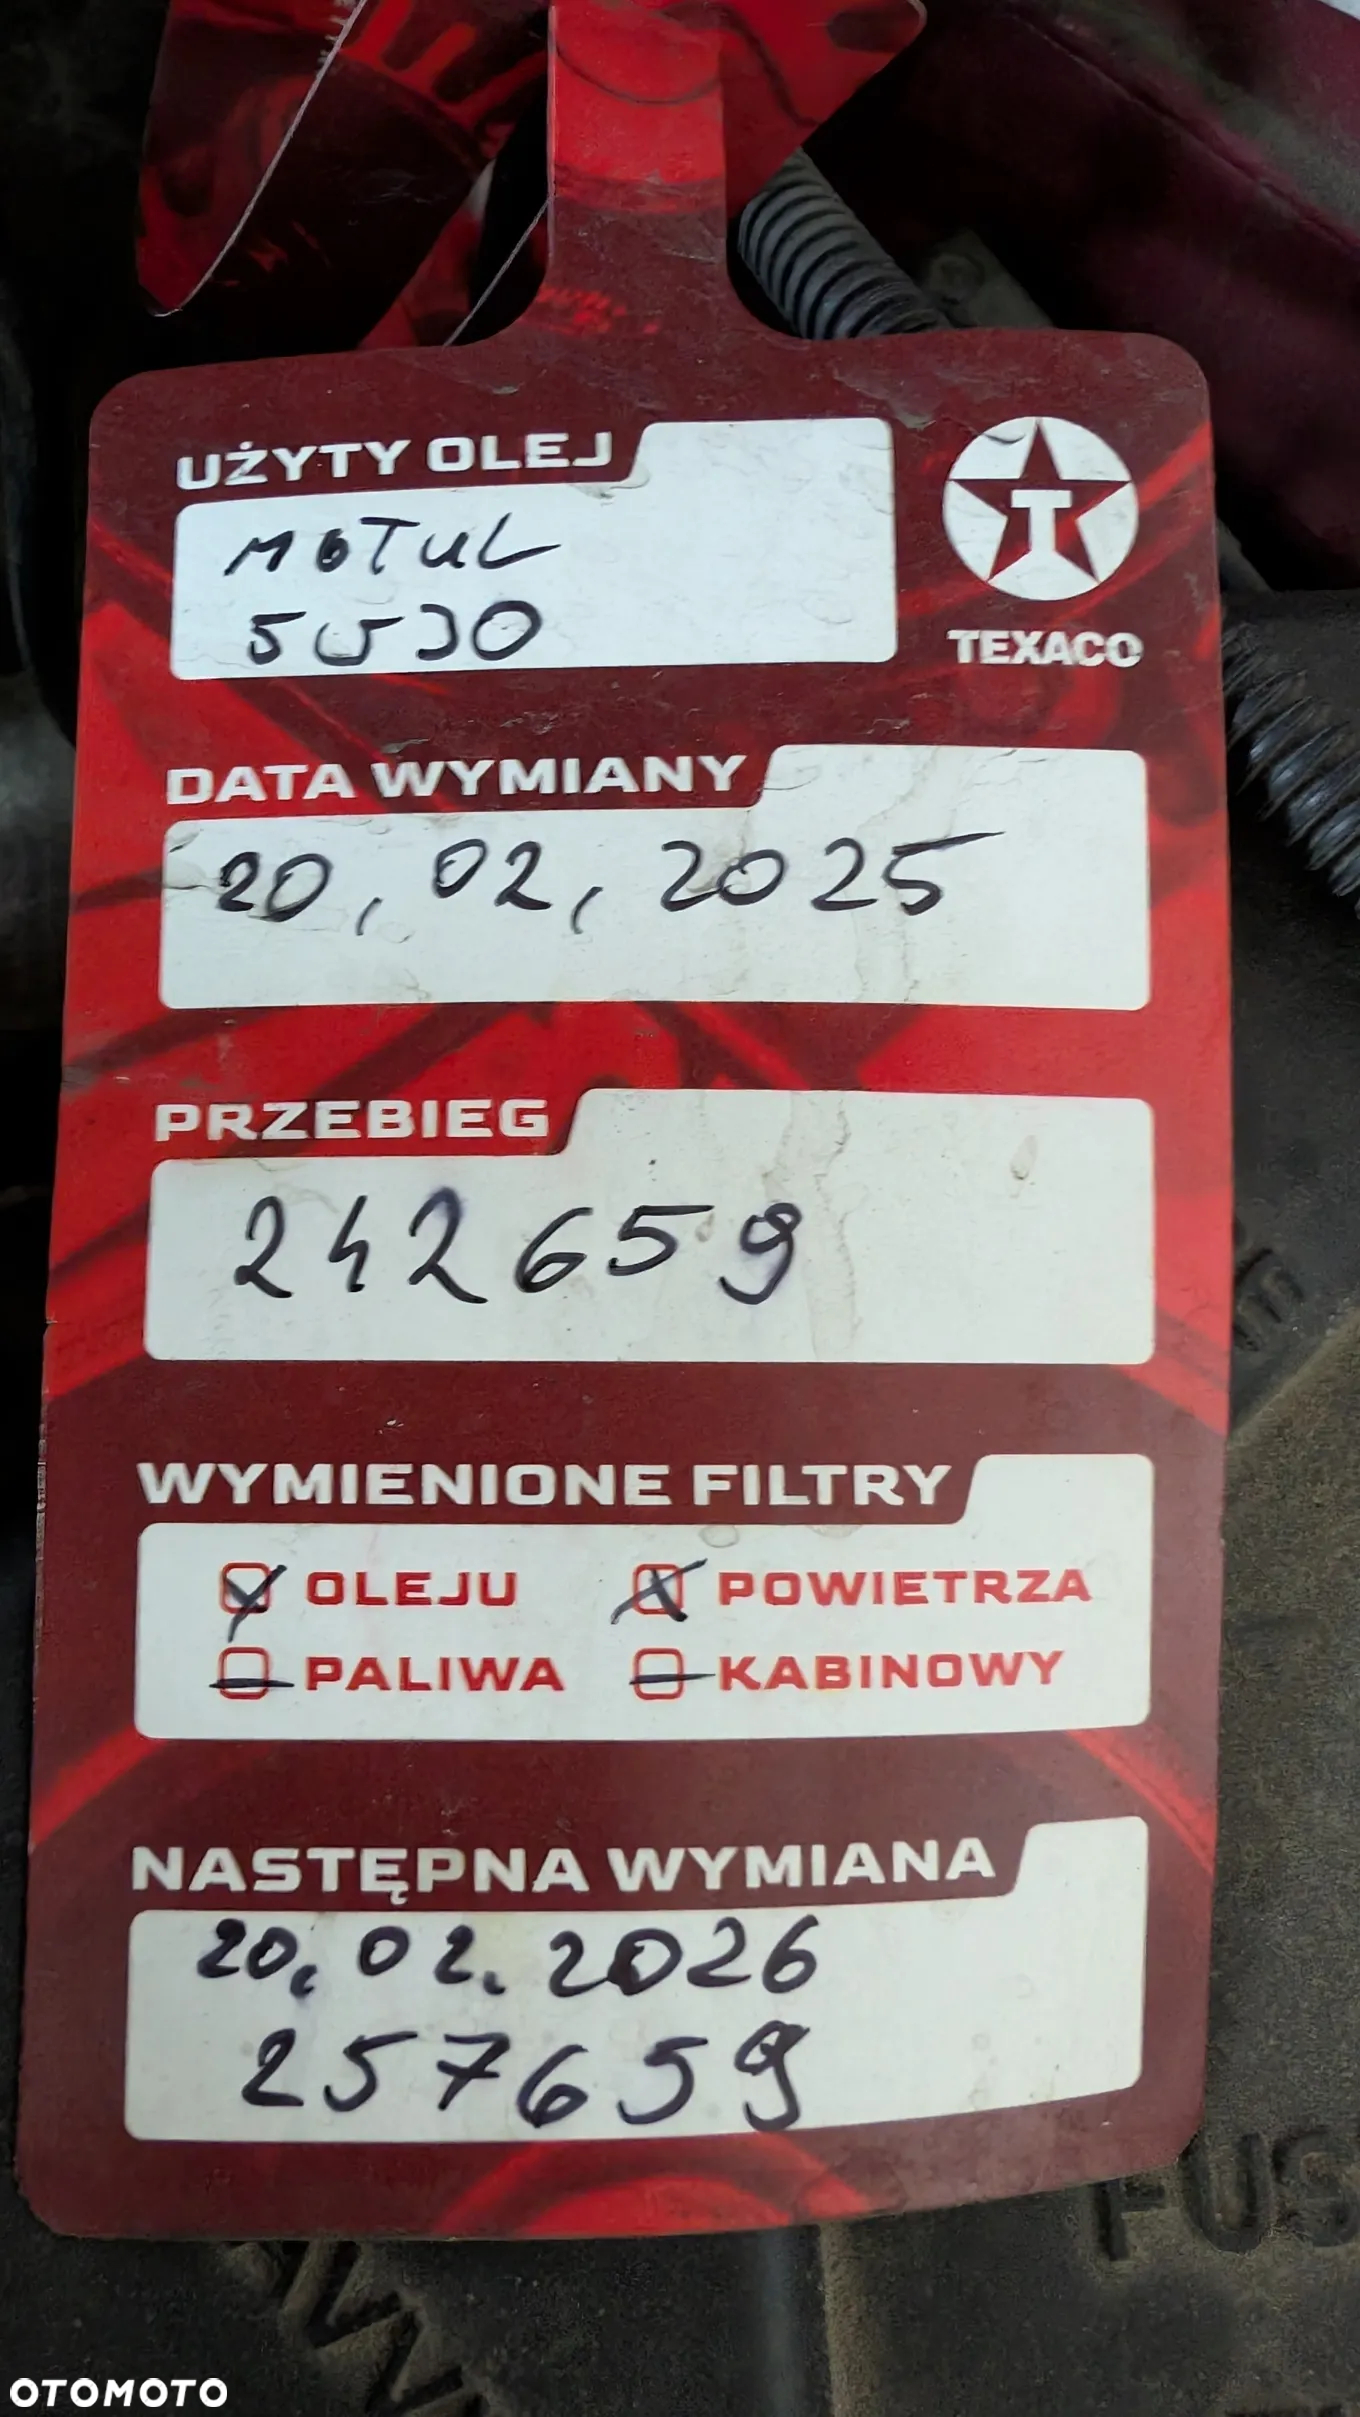 UŻYTY OLEJ
MOTUL
5W30
TEXACO
DATA WYMIANY
20,02,2025
PRZEBIEG
242659
WYMIENIONE FILTRY
OLEJU POWIETRZA
PALIWA KABINOWY
NASTĘPNA WYMIANA
20.02.2026
257659
FUS
OTOMOTO